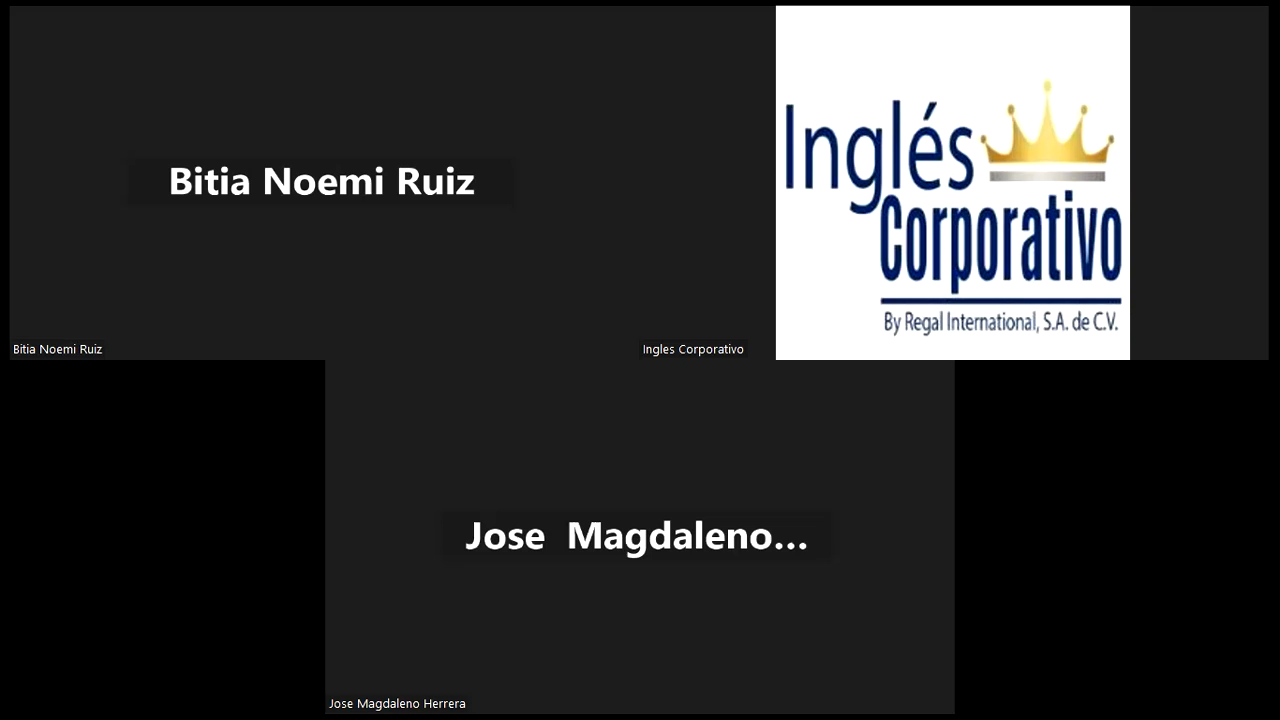 Bitia Noemi Ruiz
Bitia Noemi Ruiz
Inglés
Corporativo
By Regal International, S.A. de C.V.
Ingles Corporativo
Jose Magdaleno...
Jose Magdaleno Herrera